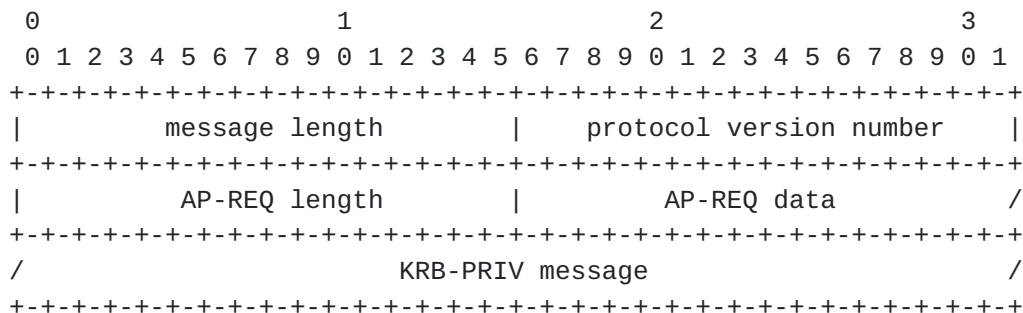 0                   1                   2                   3
 0 1 2 3 4 5 6 7 8 9 0 1 2 3 4 5 6 7 8 9 0 1 2 3 4 5 6 7 8 9 0 1
+-+-+-+-+-+-+-+-+-+-+-+-+-+-+-+-+-+-+-+-+-+-+-+-+-+-+-+-+-+-+-+-+
|         message length        |    protocol version number    |
+-+-+-+-+-+-+-+-+-+-+-+-+-+-+-+-+-+-+-+-+-+-+-+-+-+-+-+-+-+-+-+-+
|          AP-REQ length        |         AP-REQ data           /
+-+-+-+-+-+-+-+-+-+-+-+-+-+-+-+-+-+-+-+-+-+-+-+-+-+-+-+-+-+-+-+-+
/                        KRB-PRIV message                       /
+-+-+-+-+-+-+-+-+-+-+-+-+-+-+-+-+-+-+-+-+-+-+-+-+-+-+-+-+-+-+-+-+